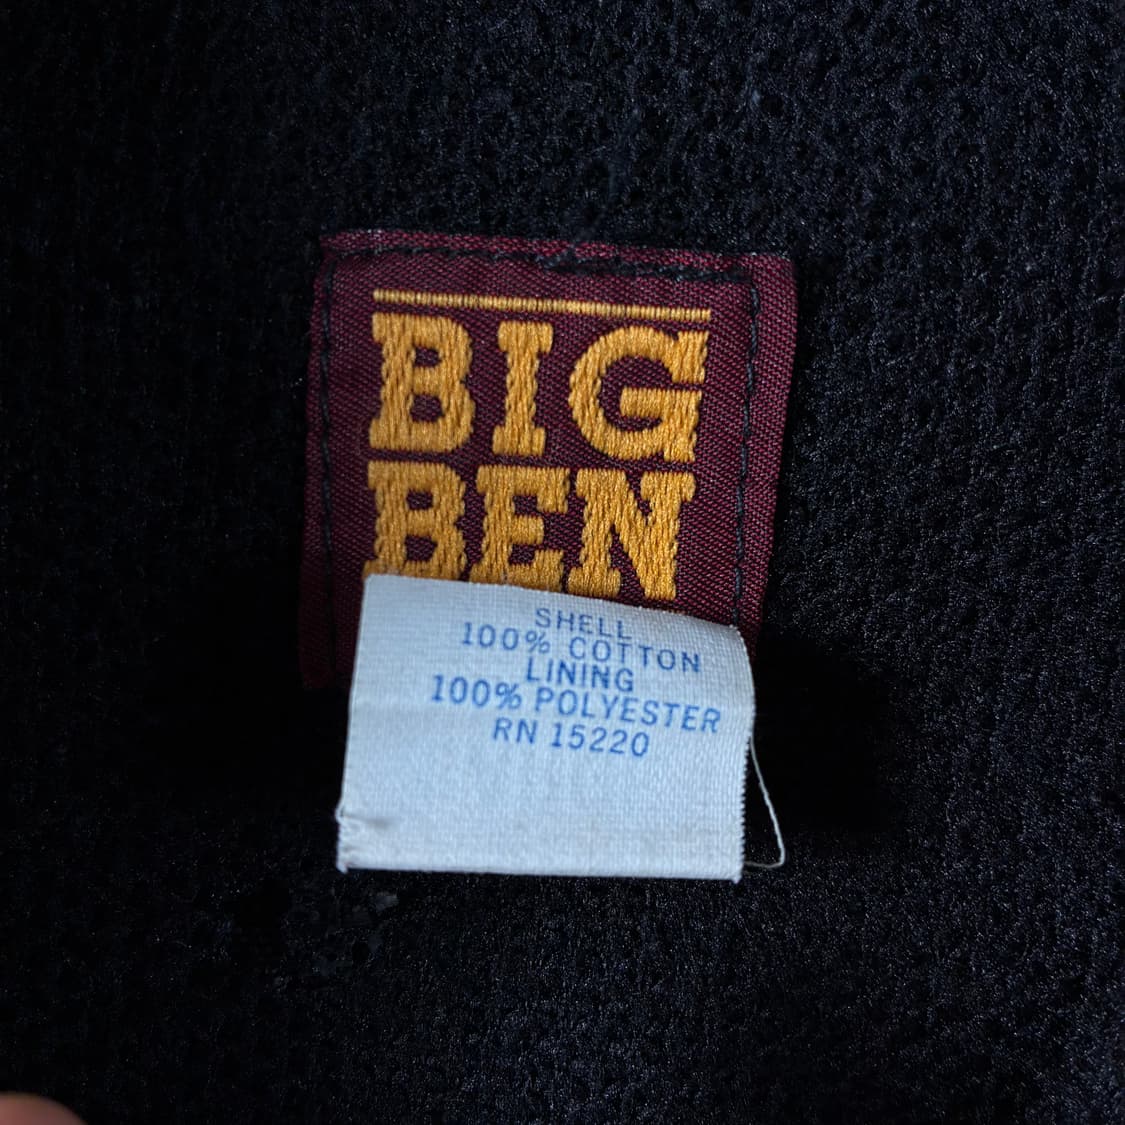 BIG
BEN
SHELL
100% COTTON
LINING
100% POLYESTER
RN 15220